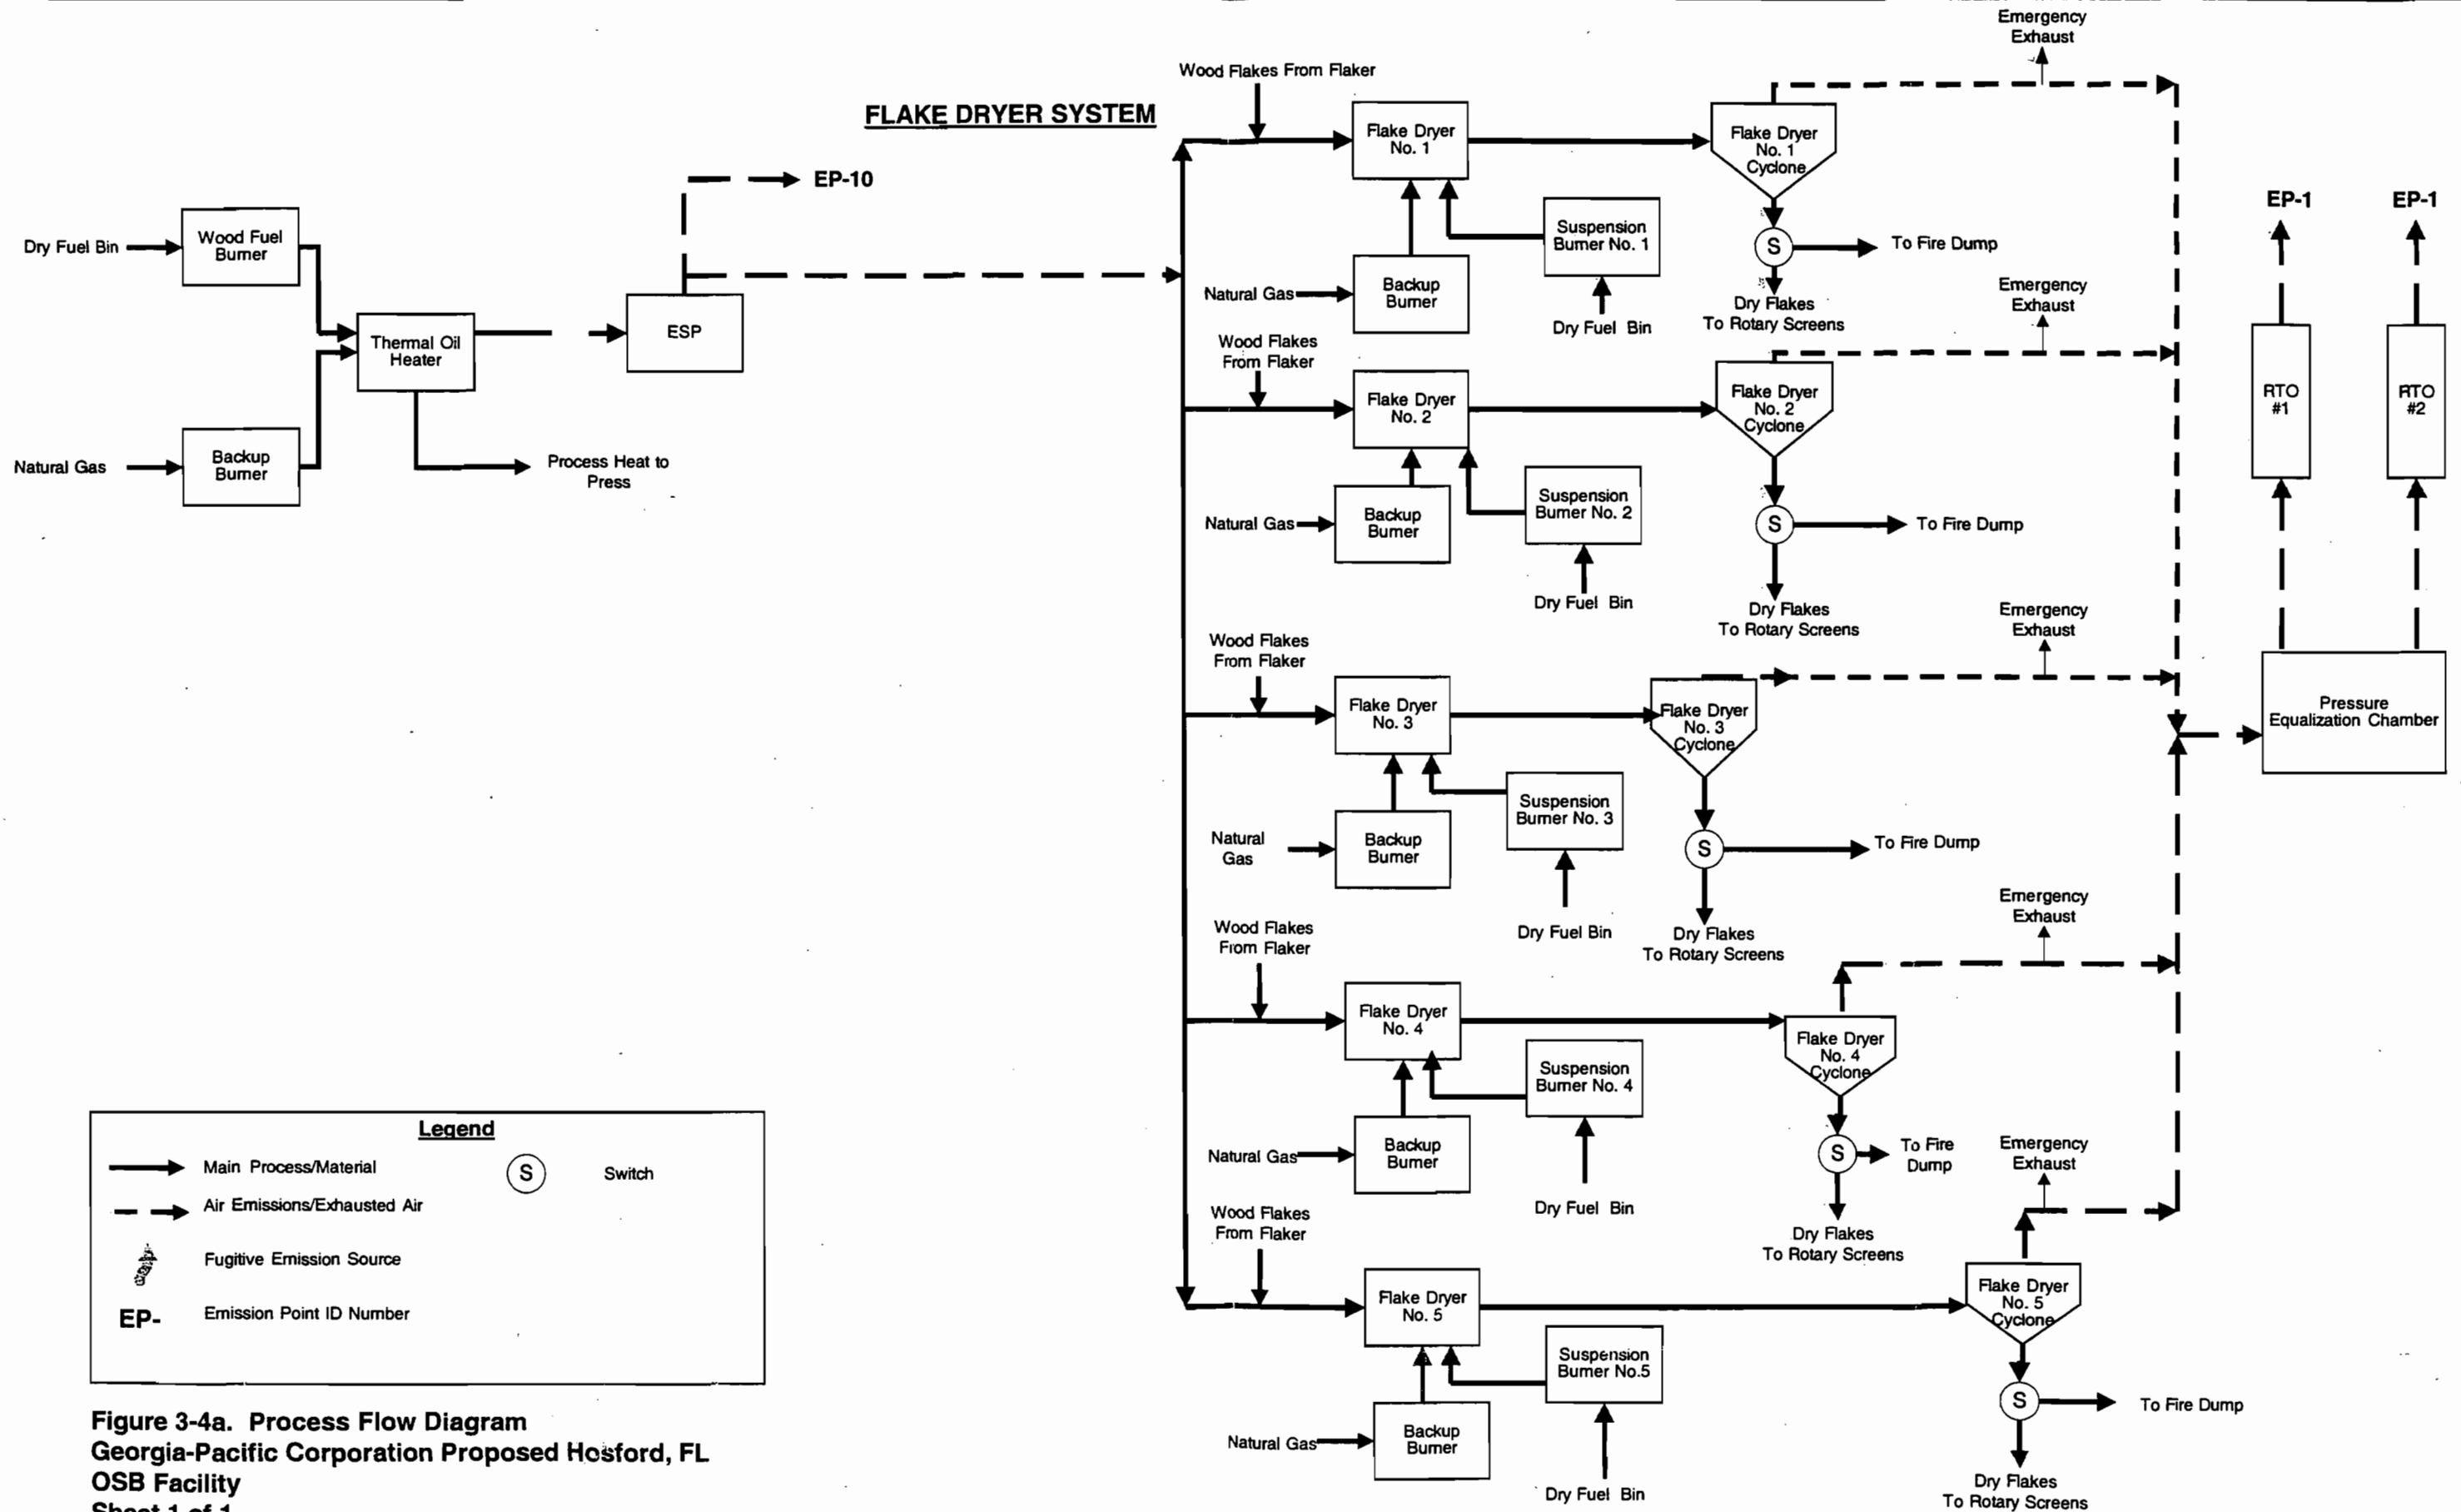 FLAKE DRYER SYSTEM
EP-10
Dry Fuel Bin
Wood Fuel
Burner
Thermal Oil
Heater
ESP
Natural Gas
Backup
Burner
Process Heat to
Press
Wood Flakes From Flaker
Flake Dryer
No. 1
Suspension
Burner No. 1
Natural Gas
Backup
Burner
Dry Fuel Bin
Flake Dryer
No. 1
Cyclone
S
To Fire Dump
Dry Flakes
To Rotary Screens
Emergency
Exhaust
Wood Flakes
From Flaker
Flake Dryer
No. 2
Suspension
Burner No. 2
Natural Gas
Backup
Burner
Dry Fuel Bin
Flake Dryer
No. 2
Cyclone
S
To Fire Dump
Dry Flakes
To Rotary Screens
Emergency
Exhaust
Wood Flakes
From Flaker
Flake Dryer
No. 3
Suspension
Burner No. 3
Natural
Gas
Backup
Burner
Dry Fuel Bin
Flake Dryer
No. 3
Cyclone
S
To Fire Dump
Dry Flakes
To Rotary Screens
Emergency
Exhaust
Wood Flakes
From Flaker
Flake Dryer
No. 4
Suspension
Burner No. 4
Natural Gas
Backup
Burner
Dry Fuel Bin
Flake Dryer
No. 4
Cyclone
S
To Fire
Dump
Dry Flakes
To Rotary Screens
Emergency
Exhaust
Wood Flakes
From Flaker
Flake Dryer
No. 5
Suspension
Burner No.5
Natural Gas
Backup
Burner
Dry Fuel Bin
Flake Dryer
No. 5
Cyclone
S
To Fire Dump
Dry Flakes
To Rotary Screens
Emergency
Exhaust
EP-1
EP-1
RTO
#1
RTO
#2
Pressure
Equalization Chamber
Legend
Main Process/Material
S
Switch
Air Emissions/Exhausted Air
Fugitive Emission Source
EP-
Emission Point ID Number
Figure 3-4a. Process Flow Diagram
Georgia-Pacific Corporation Proposed Hosford, FL
OSB Facility
Sheet 1 of 1